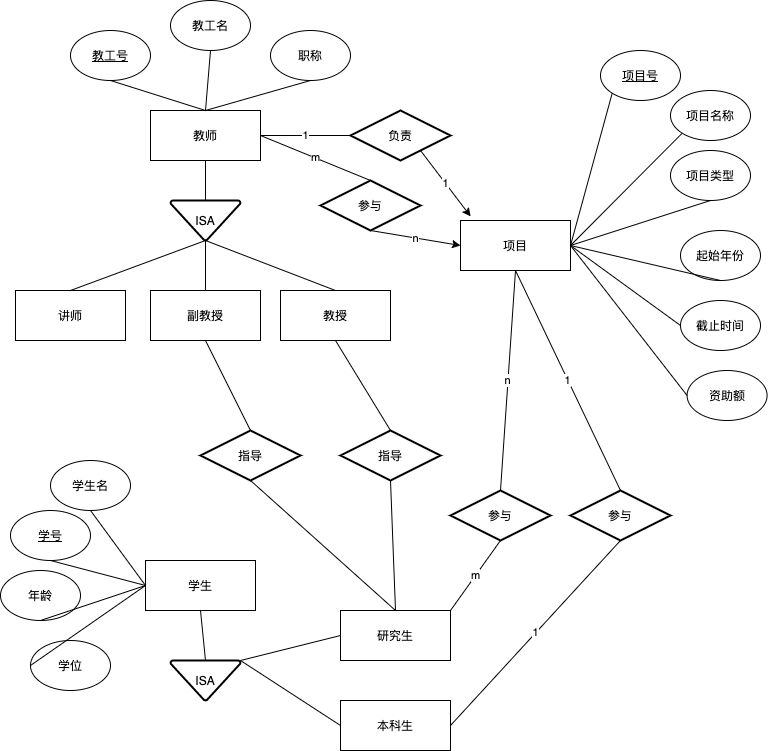 教工名
教工号
职称
项目号
项目名称
教师
1
负责
m
项目类型
1
参与
ISA
n
项目
起始年份
讲师
副教授
教授
截止时间
n
1
资助额
指导
指导
学生名
参与
参与
学号
m
学生
年龄
1
研究生
学位
ISA
本科生